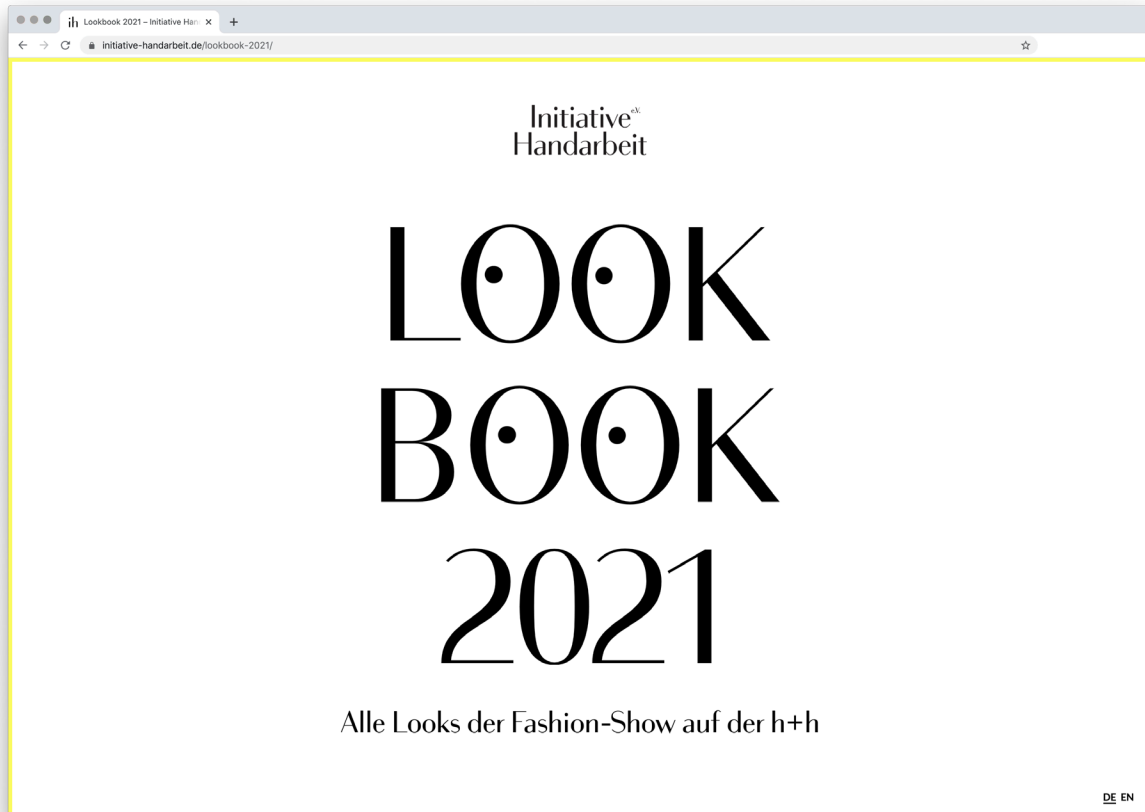 Lookbook 2021 – Initiative Han
initiative-handarbeit.de/lookbook-2021/
Initiative e.V.
Handarbeit
LOOK
BOOK
2021
Alle Looks der Fashion-Show auf der h+h
DE EN